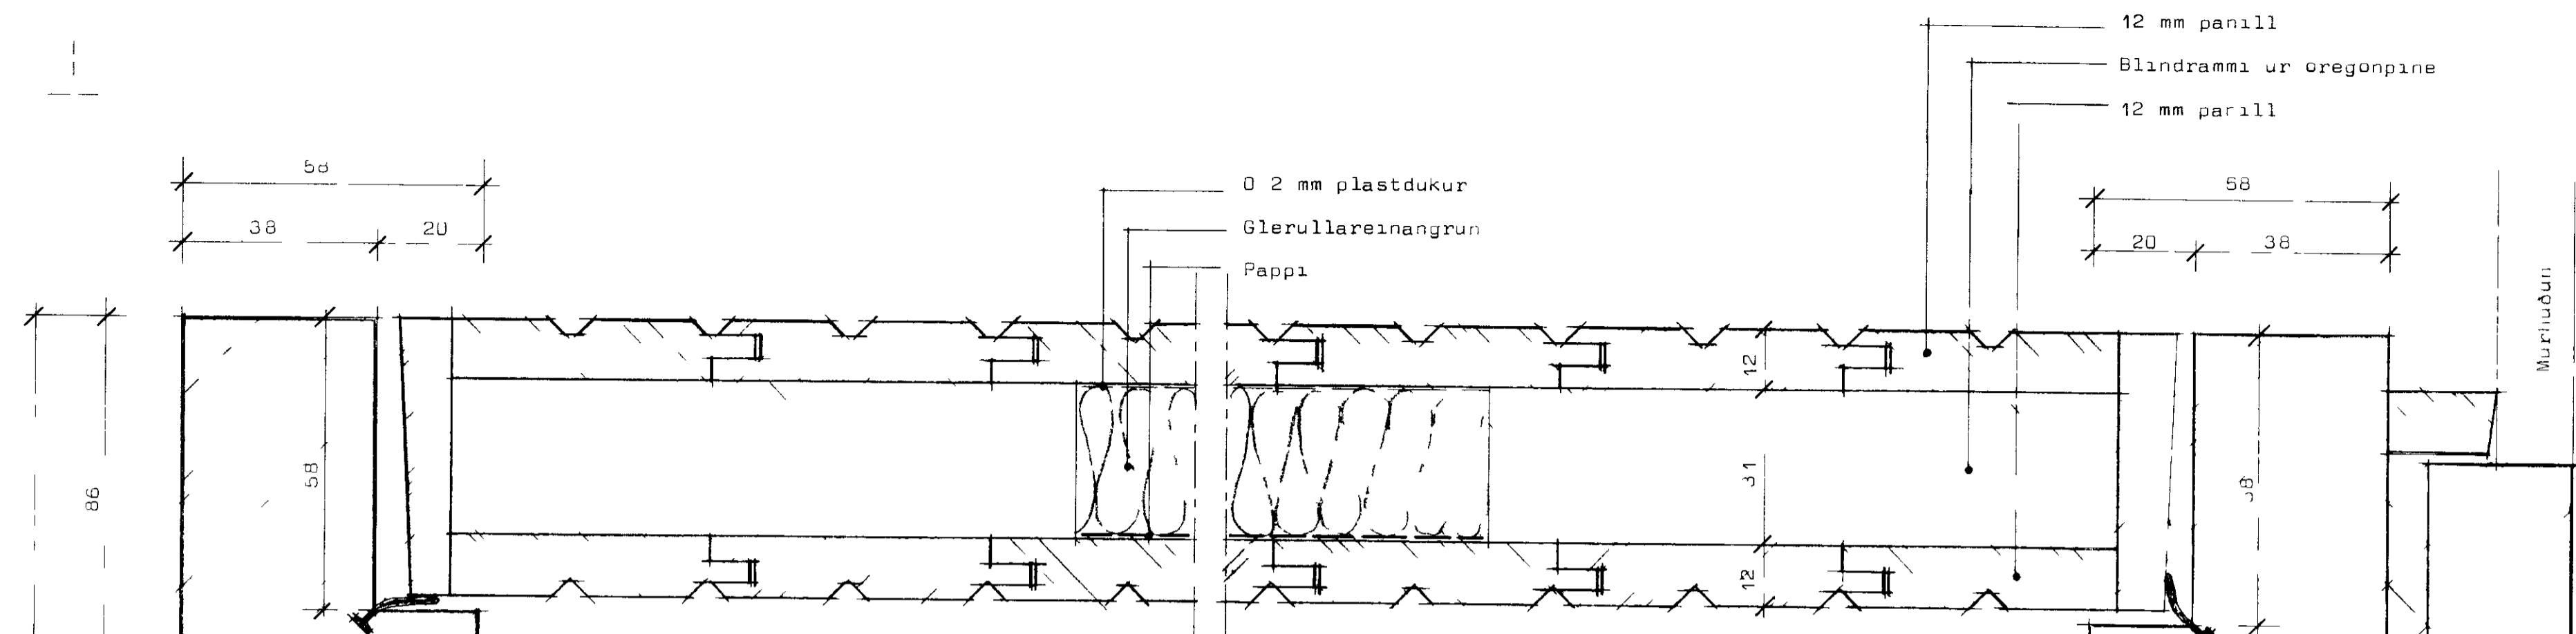 12 mm panıll
Blındrammı ur oregonpıne
12 mm parıll
58
38
20
0 2 mm plastdukur
Glerullareınangrun
Pappı
58
20
38
Murhuðun
86
58
12
31
12